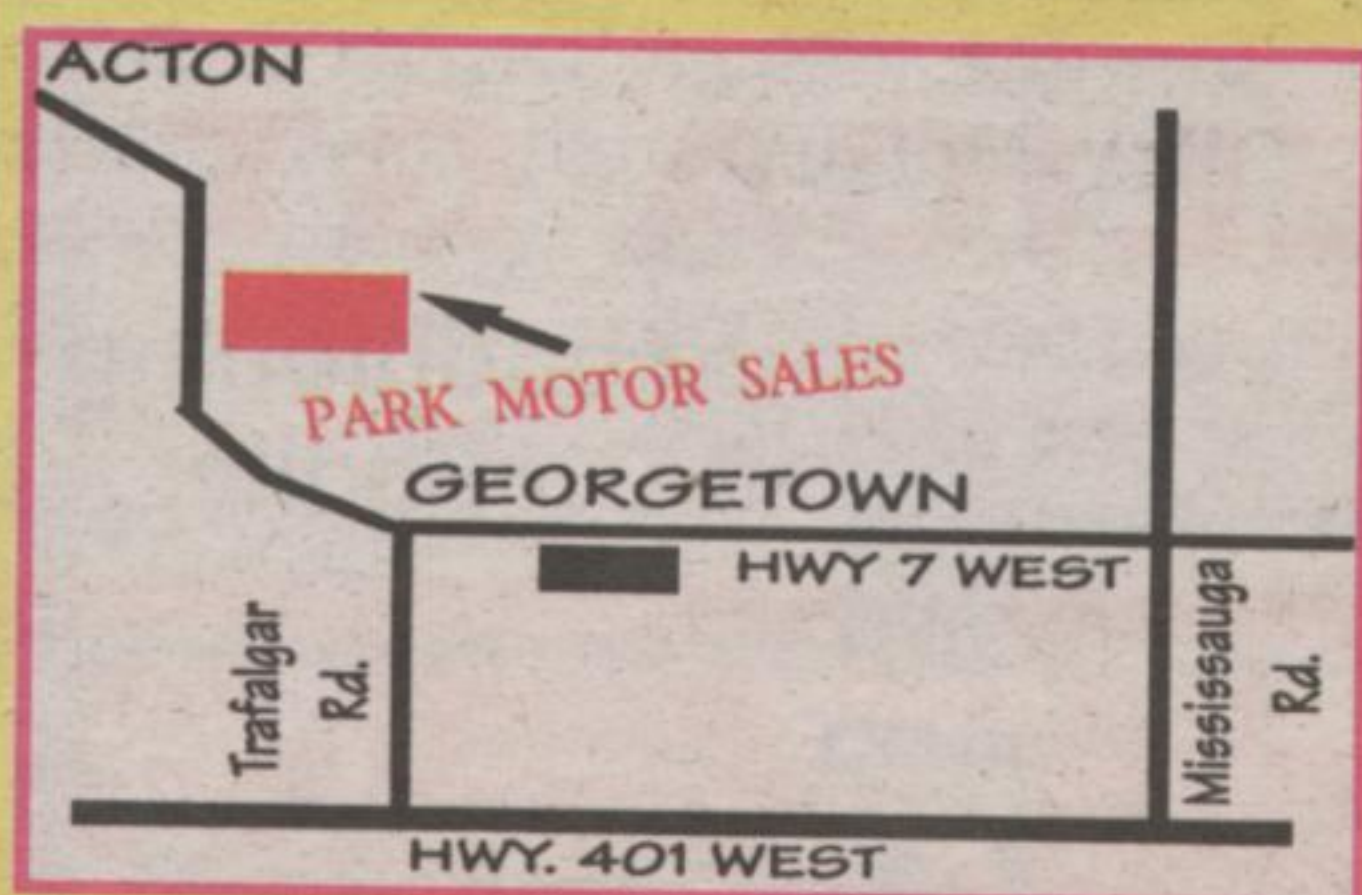 ACTON
PARK MOTOR SALES
GEORGETOWN
HWY 7 WEST
Trafalgar
Rd.
Mississauga
Rd.
HWY. 401 WEST